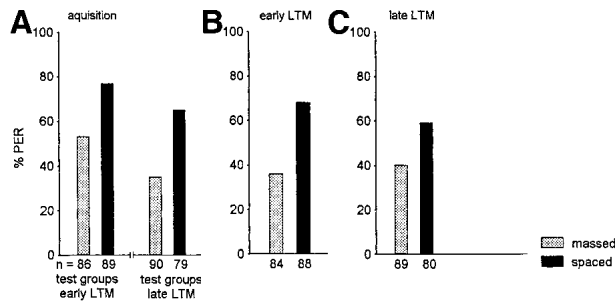 A aquisition
100
80
60
40
20
0
% PER
n = 86 89 90 79
test groups test groups
early LTM late LTM
B early LTM
100
80
60
40
20
0
84 88
C late LTM
100
80
60
40
20
0
89 80
massed
spaced